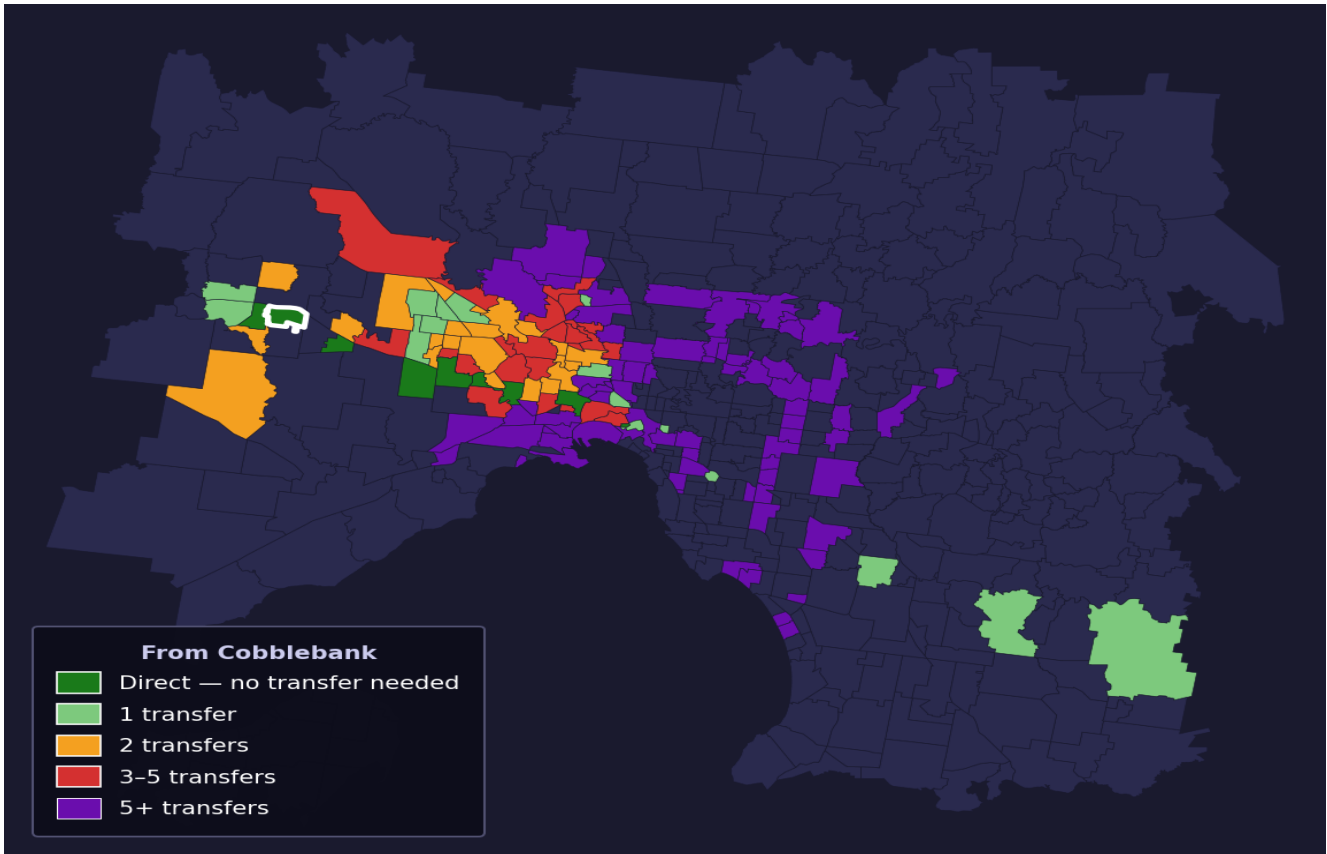 From Cobblebank
Direct — no transfer needed
1 transfer
2 transfers
3–5 transfers
5+ transfers